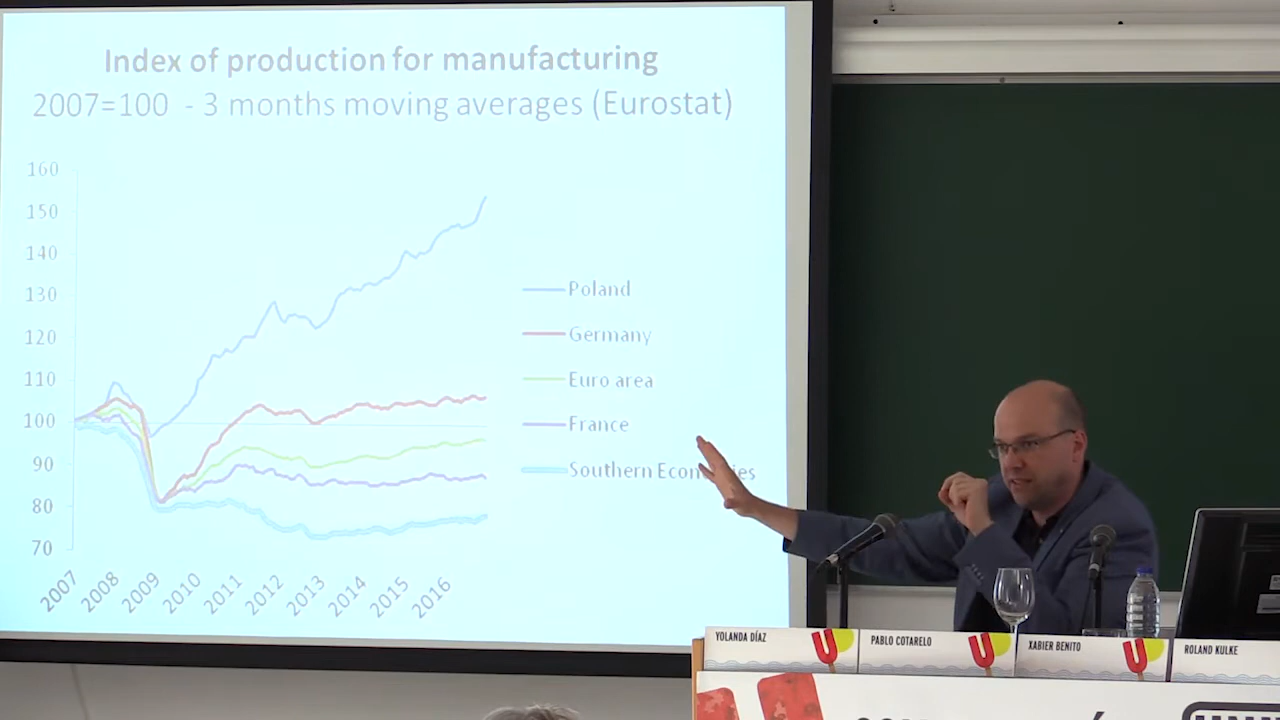 Index of production for manufacturing
2007=100 - 3 months moving averages (Eurostat)
160
150
140
130
120
110
100
90
80
70
2007
2008
2009
2010
2011
2012
2013
2014
2015
2016
Poland
Germany
Euro area
France
Southern
YOLANDA DÍAZ
U
PABLO COTARELO
U
XABIER BENITO
U
ROLAND KULKE